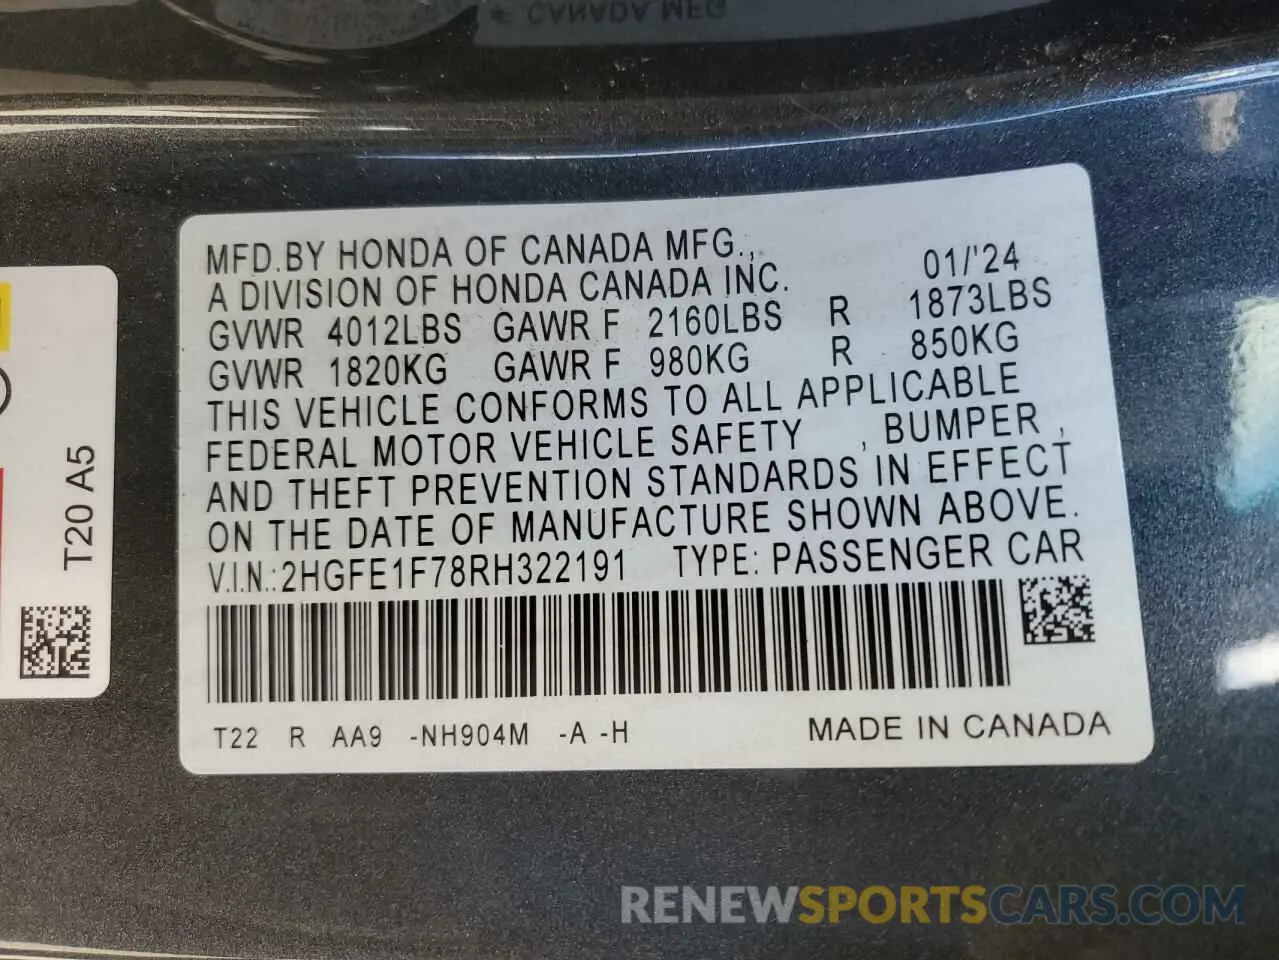 MFD.BY HONDA OF CANADA MFG.,
A DIVISION OF HONDA CANADA INC. 01/'24
GVWR 4012LBS GAWR F 2160LBS R 1873LBS
GVWR 1820KG GAWR F 980KG R 850KG
THIS VEHICLE CONFORMS TO ALL APPLICABLE
FEDERAL MOTOR VEHICLE SAFETY , BUMPER ,
AND THEFT PREVENTION STANDARDS IN EFFECT
ON THE DATE OF MANUFACTURE SHOWN ABOVE.
V.I.N.:2HGFE1F78RH322191 TYPE: PASSENGER CAR
T22 R AA9 -NH904M -A -H MADE IN CANADA
T20 A5
RENEWSPORTSCARS.COM